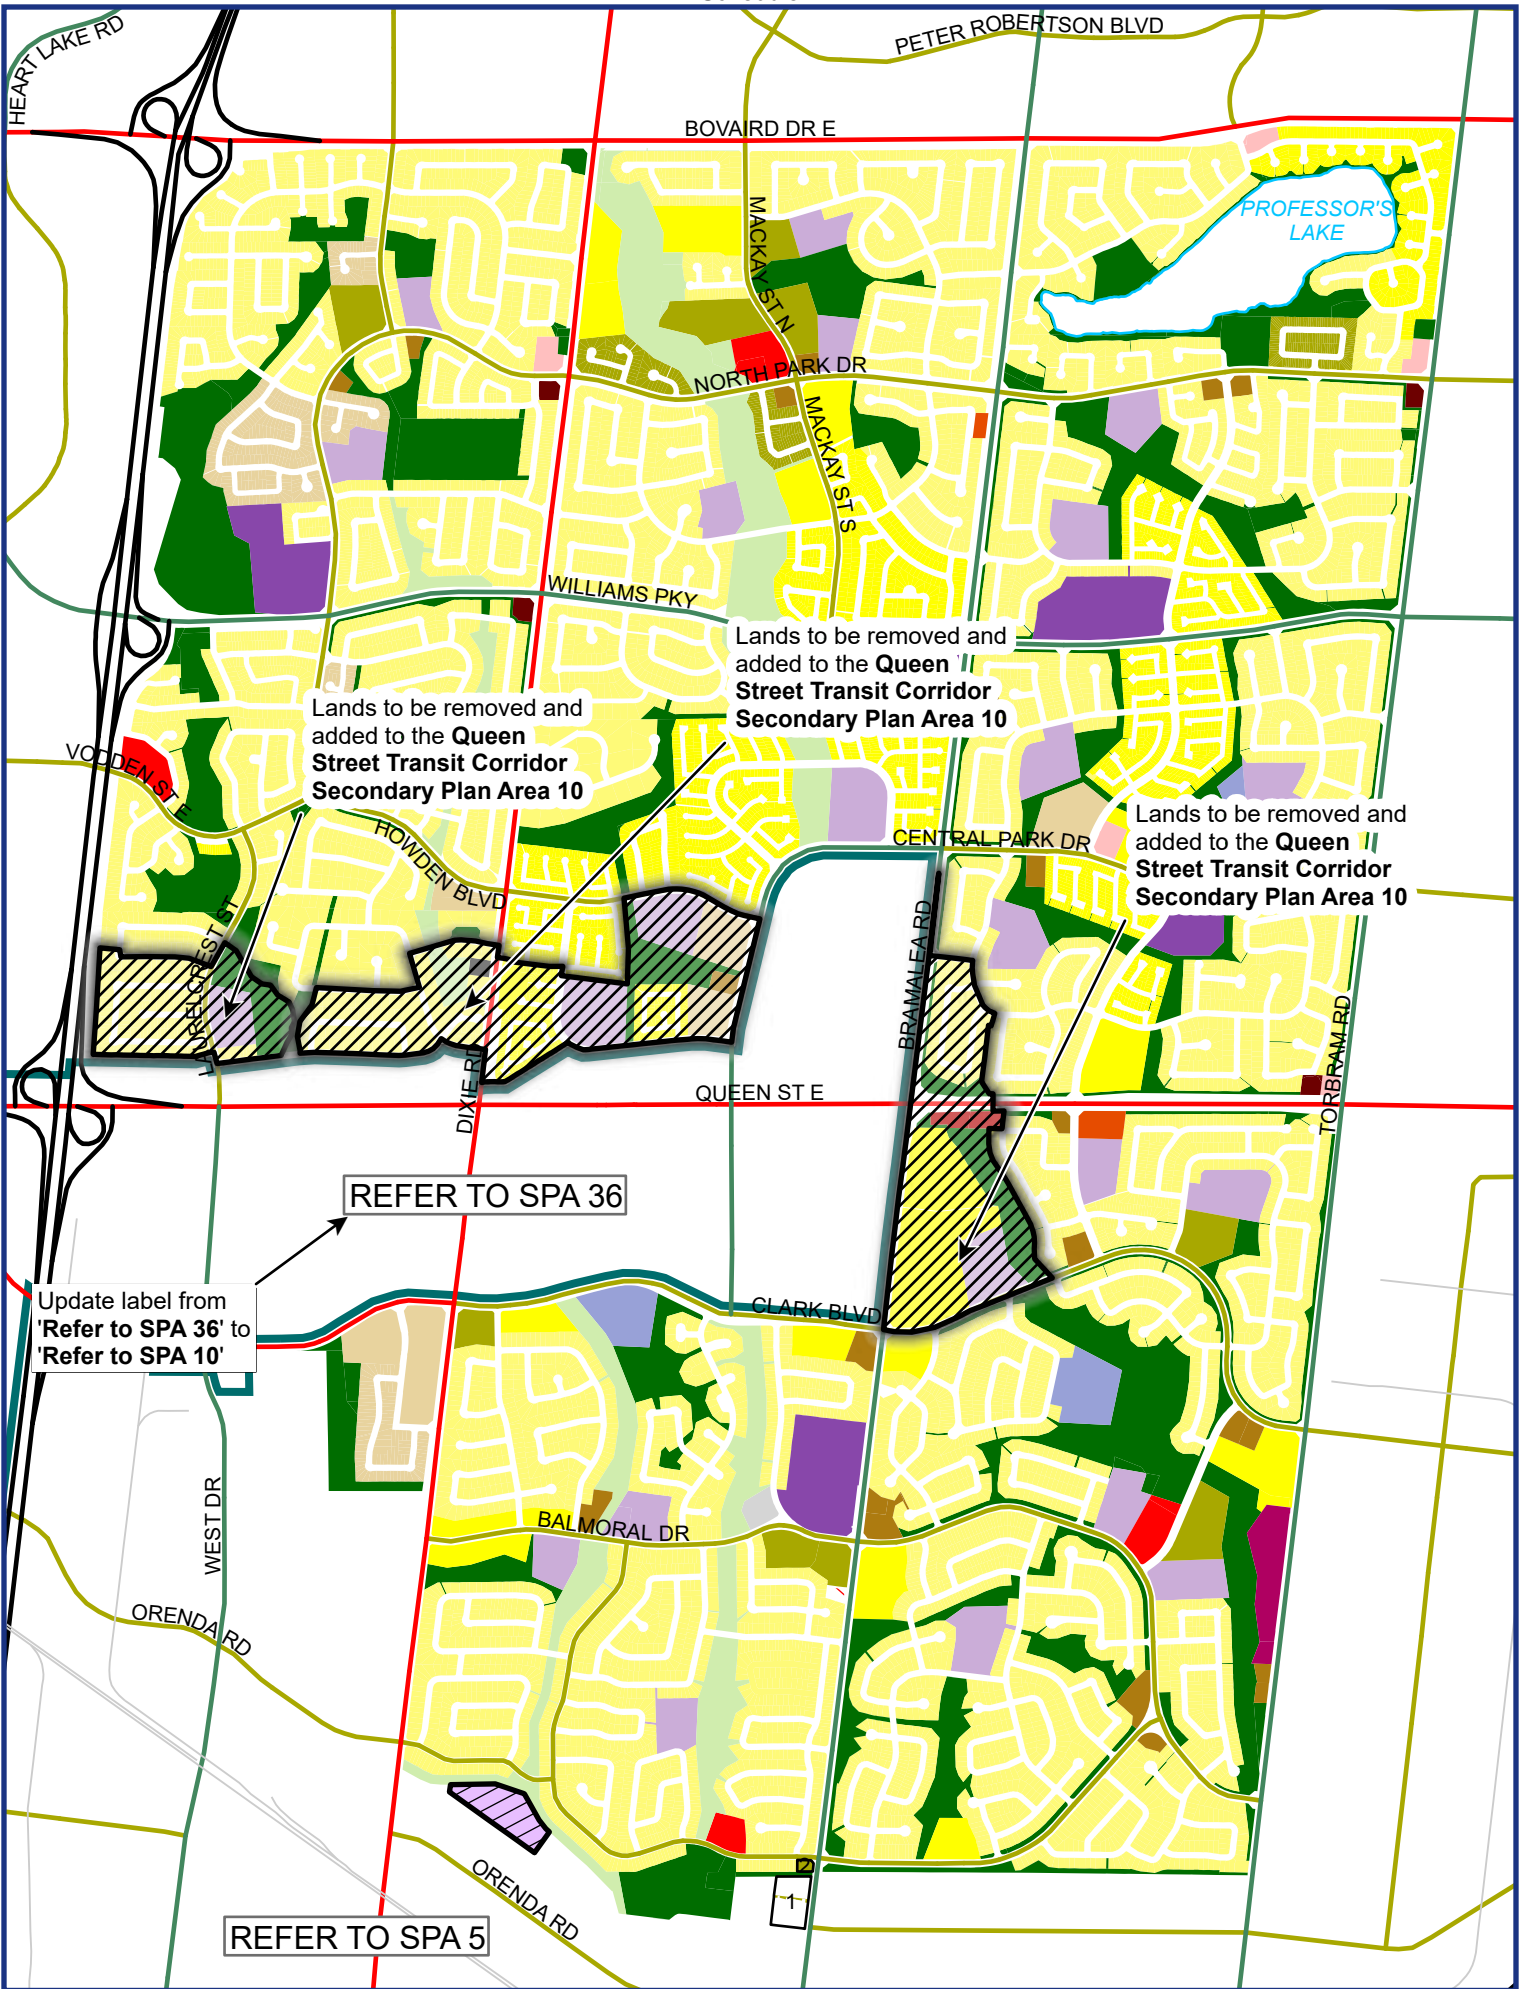 HEART LAKE RD
PETER ROBERTSON BLVD
BOVAIRD DR E
PROFESSOR'S
LAKE
MACKAY ST N
NORTH PARK DR
MACKAY ST S
WILLIAMS PKY
Lands to be removed and
added to the Queen
Street Transit Corridor
Secondary Plan Area 10
Lands to be removed and
added to the Queen
Street Transit Corridor
Secondary Plan Area 10
VODDEN ST E
HOWDEN BLVD
CENTRAL PARK DR
Lands to be removed and
added to the Queen
Street Transit Corridor
Secondary Plan Area 10
LAURELCREST ST
BRAMALEA RD
TORBRAM RD
DIXIE RD
QUEEN ST E
REFER TO SPA 36
Update label from
'Refer to SPA 36' to
'Refer to SPA 10'
CLARK BLVD
WEST DR
BALMORAL DR
ORENDA RD
2
1
ORENDA RD
REFER TO SPA 5